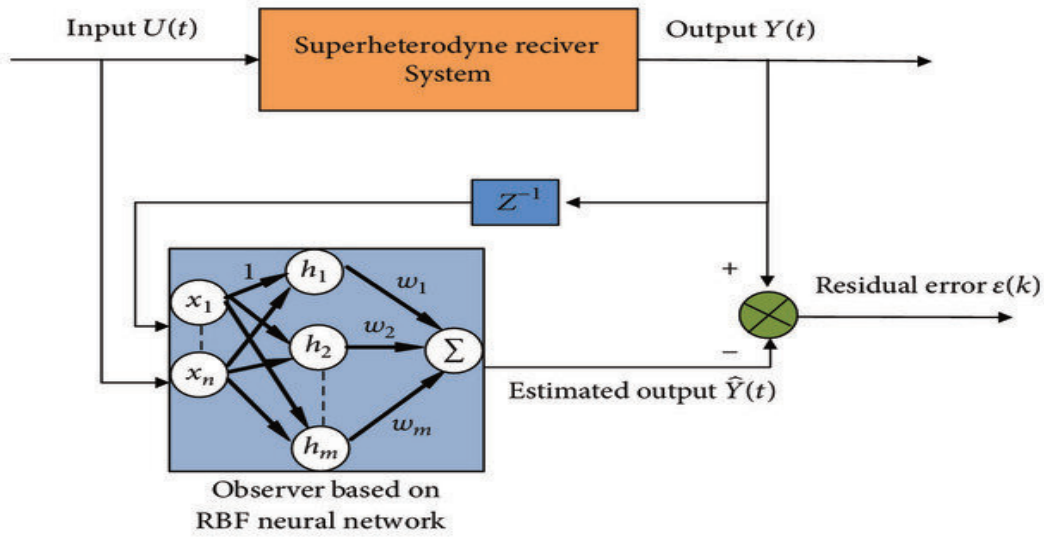 Input U(t)
Superheterodyne reciver
System
Output Y(t)
Z⁻¹
x₁
xₙ
1
h₁
h₂
hₘ
w₁
w₂
wₘ
Σ
+
−
Residual error ε(k)
Estimated output Ŷ(t)
Observer based on
RBF neural network